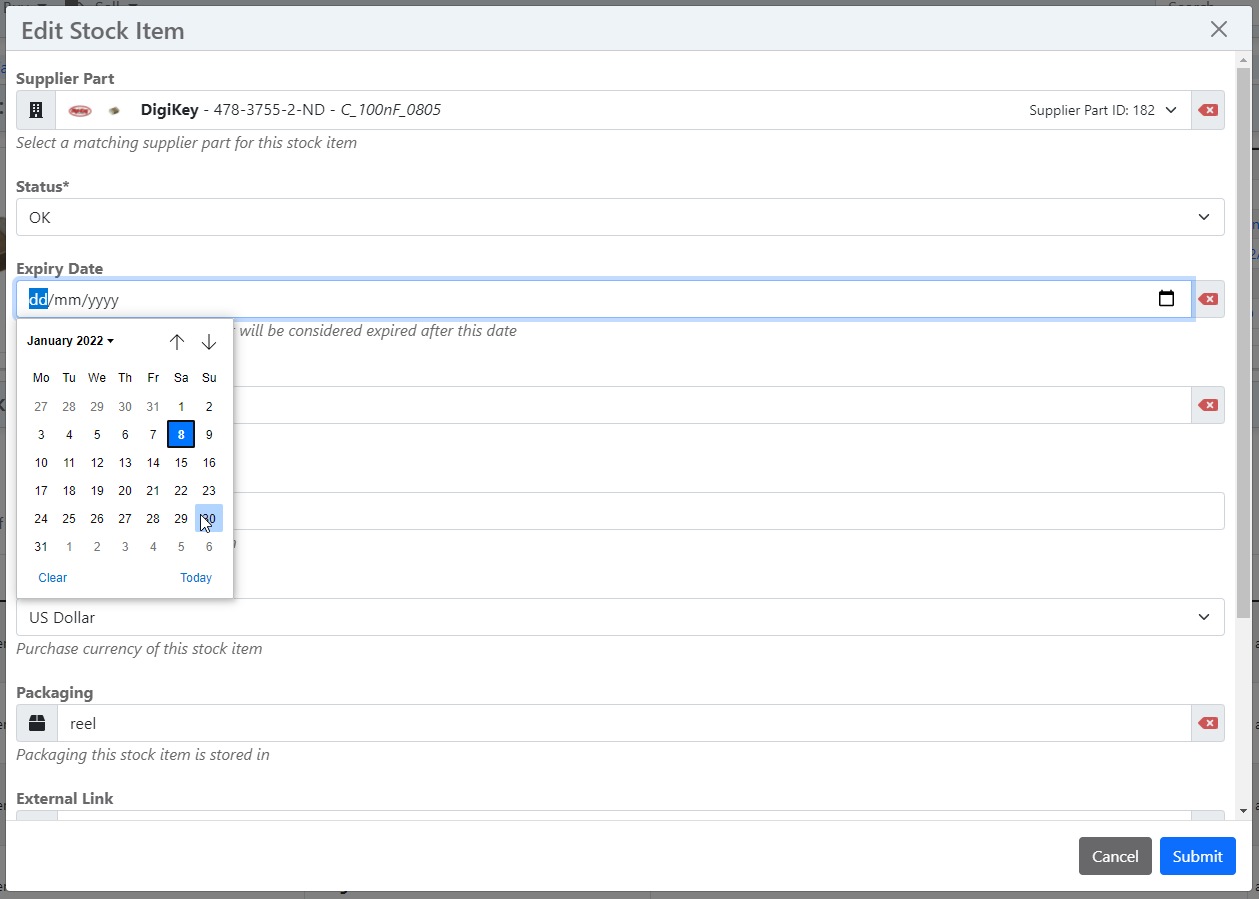 Edit Stock Item
Supplier Part
DigiKey - 478-3755-2-ND - C_100nF_0805
Supplier Part ID: 182
Select a matching supplier part for this stock item
Status*
OK
Expiry Date
dd/mm/yyyy
will be considered expired after this date
January 2022
Mo Tu We Th Fr Sa Su
27 28 29 30 31 1 2
3 4 5 6 7 8 9
10 11 12 13 14 15 16
17 18 19 20 21 22 23
24 25 26 27 28 29 30
31 1 2 3 4 5 6
Clear Today
US Dollar
Purchase currency of this stock item
Packaging
reel
Packaging this stock item is stored in
External Link
Cancel Submit